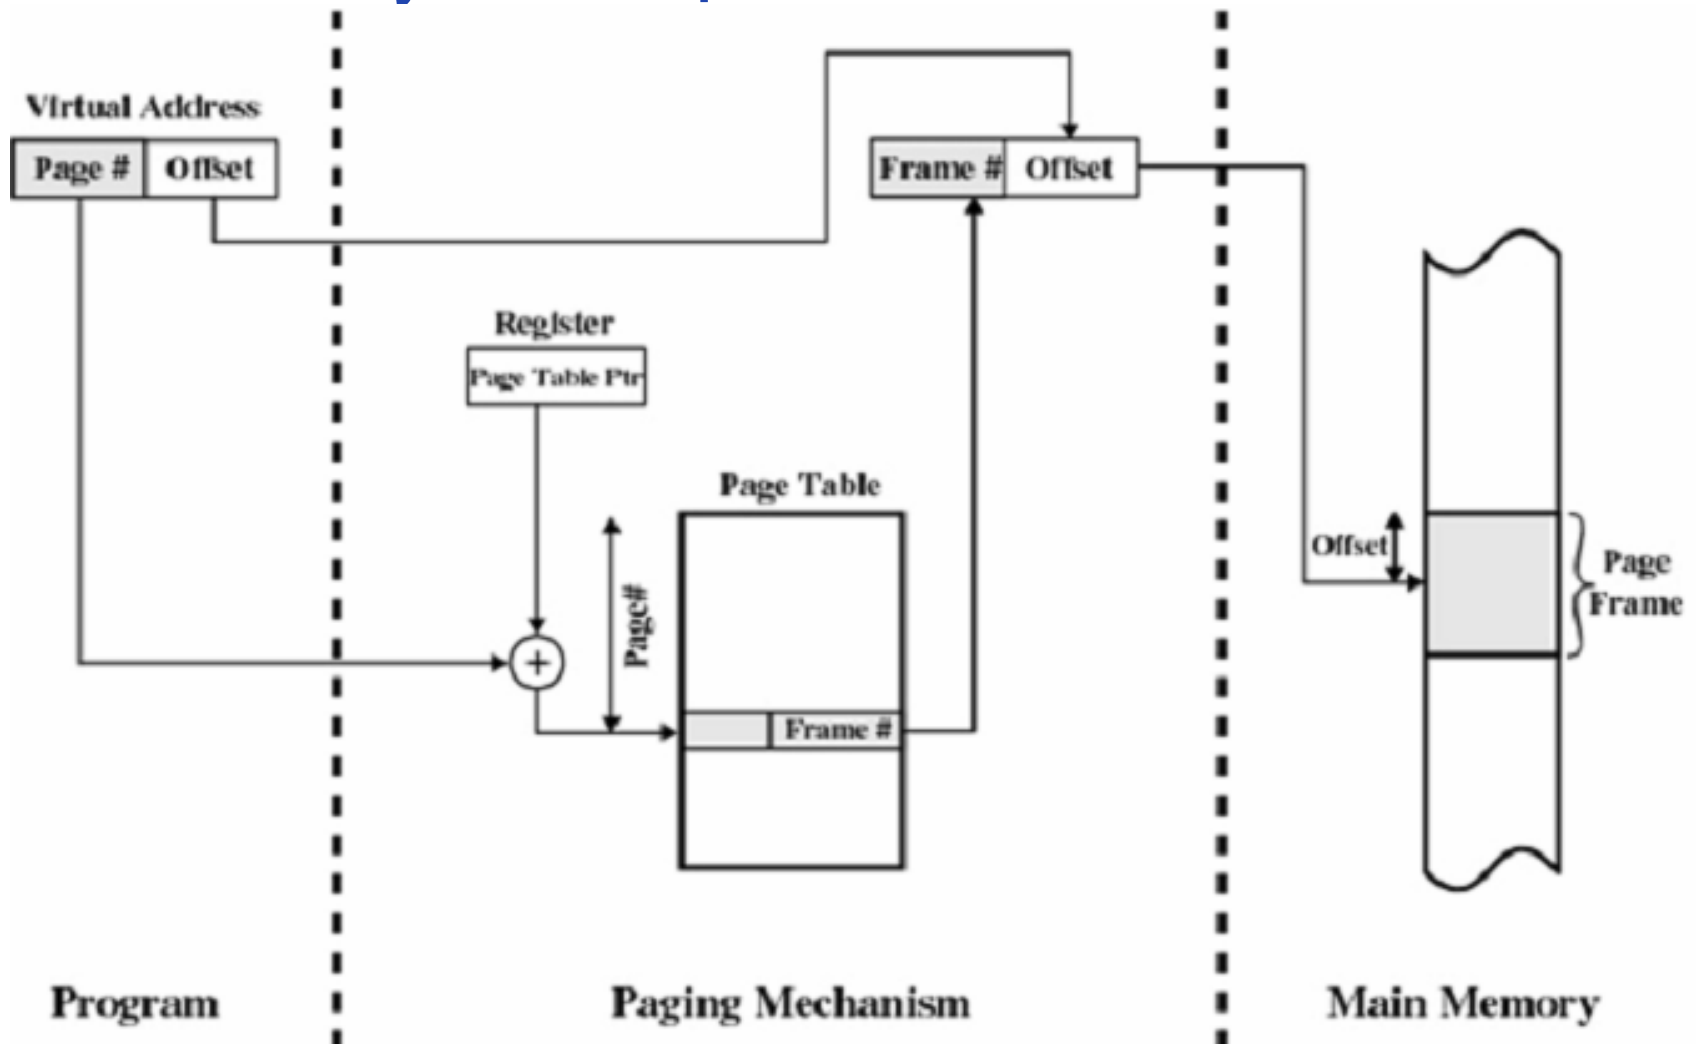 Virtual Address
Page # Offset
Frame # Offset
Register
Page Table Ptr
Page Table
Page#
Frame #
Offset
Page
Frame
Program
Paging Mechanism
Main Memory